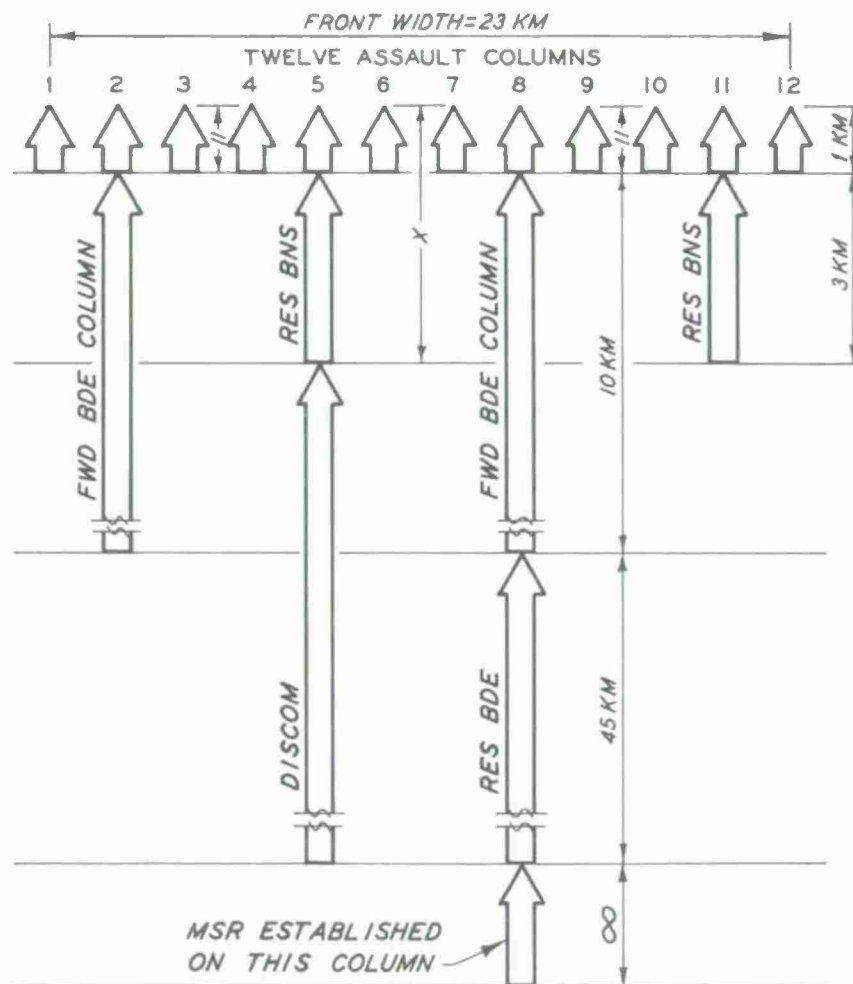 FRONT WIDTH=23 KM
TWELVE ASSAULT COLUMNS
1 2 3 4 5 6 7 8 9 10 11 12
1 KM
X
3 KM
FWD BDE COLUMN
RES BNS
FWD BDE COLUMN
10 KM
RES BNS
DISCOM
RES BDE
45 KM
∞
MSR ESTABLISHED
ON THIS COLUMN